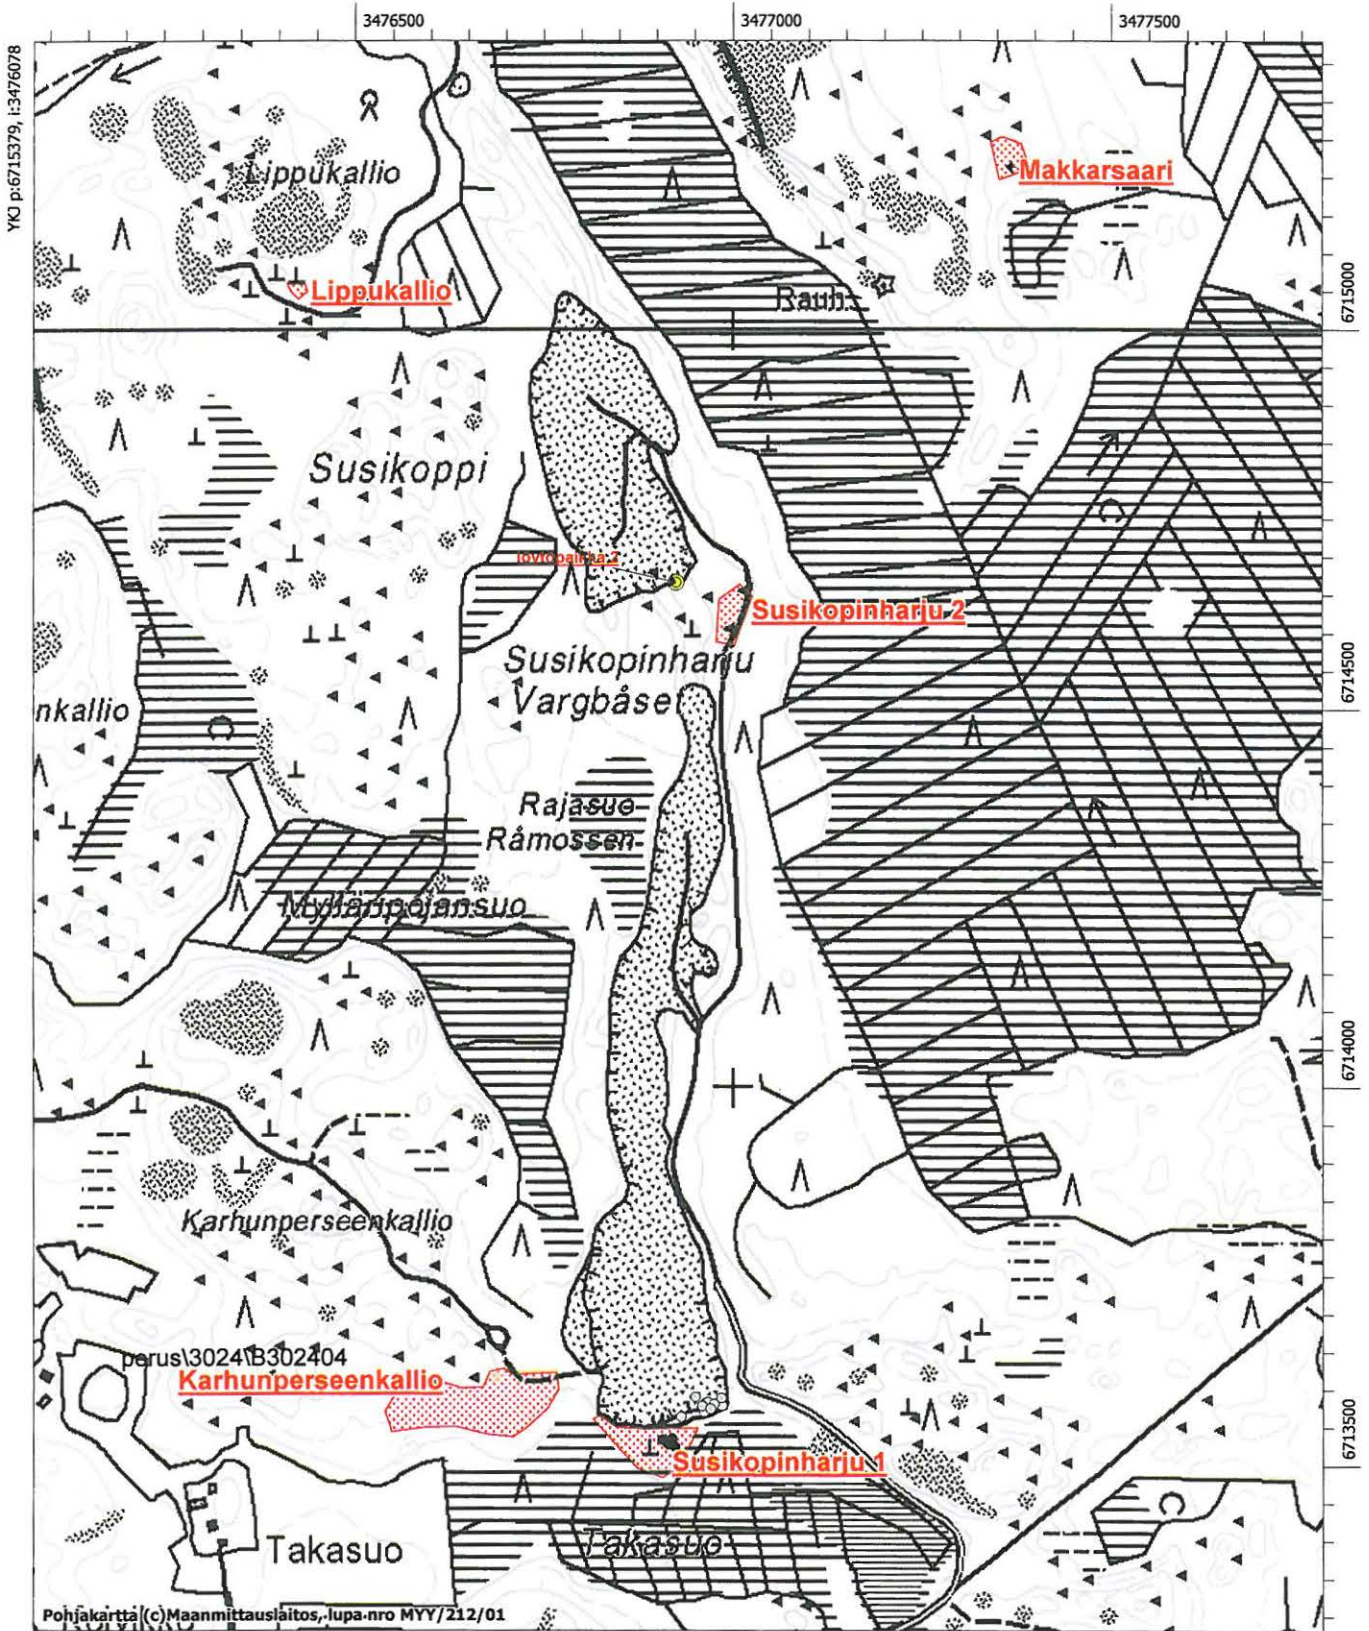 3476500
3477000
3477500
YKJ p:6715379, i:3476078
Lippukallio
Makkarsaari
Lippukallio
Rauh.
6715000
Susikoppi
Susikopinharju 2
Susikopinharju
Vargbåset
6714500
nkallio
Rajasuo
Råmossen
Mylläripojansuo
6714000
Karhunperseenkallio
perus\3024\B302404
Karhunperseenkallio
6713500
Susikopinharju 1
Takasuo
Takasuo
Pohjakartta (c)Maanmittauslaitos, lupa-nro MYY/212/01